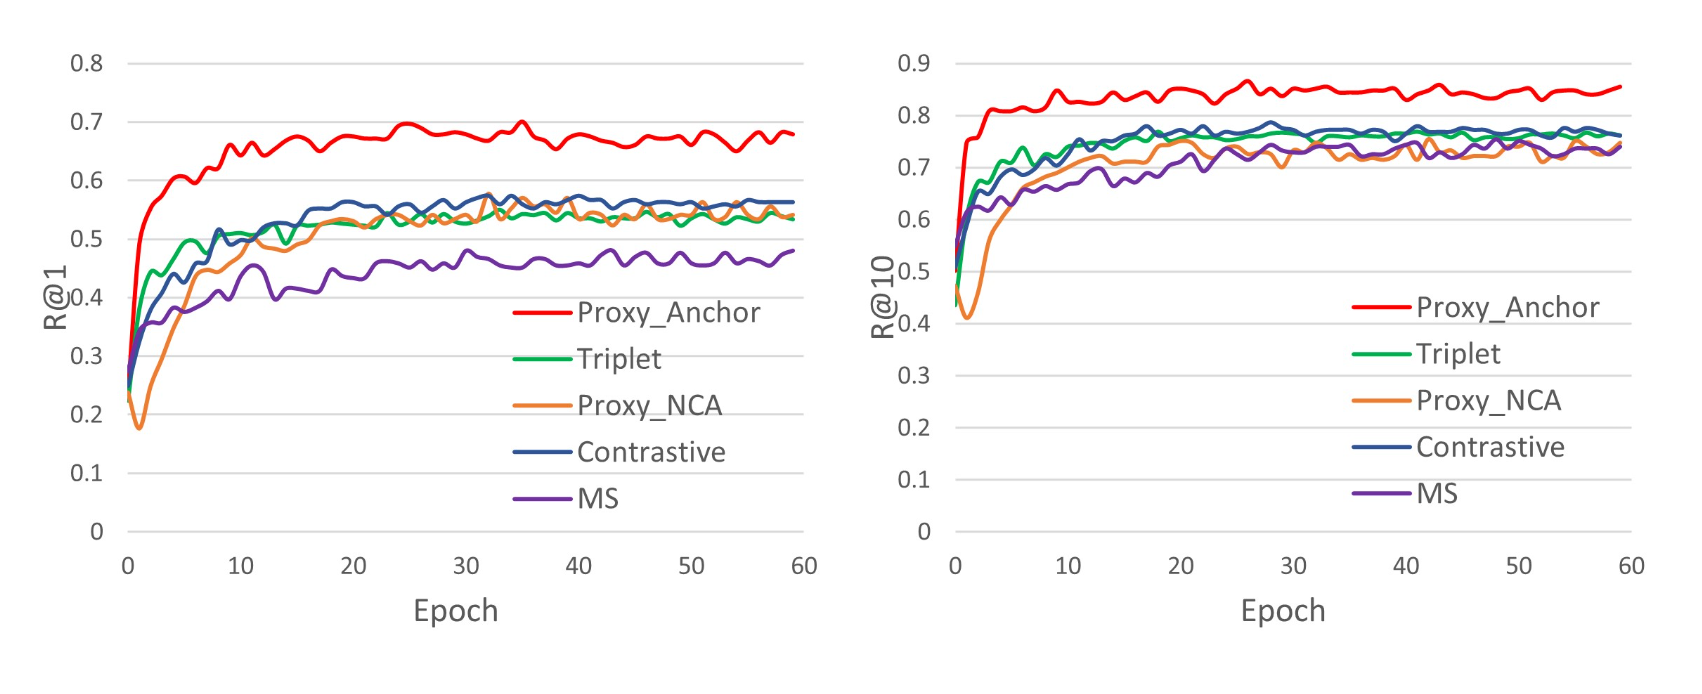 0.8
0.7
0.6
0.5
0.4
0.3
0.2
0.1
0
R@1
0 10 20 30 40 50 60
Epoch
Proxy_Anchor
Triplet
Proxy_NCA
Contrastive
MS
0.9
0.8
0.7
0.6
0.5
0.4
0.3
0.2
0.1
0
R@10
0 10 20 30 40 50 60
Epoch
Proxy_Anchor
Triplet
Proxy_NCA
Contrastive
MS